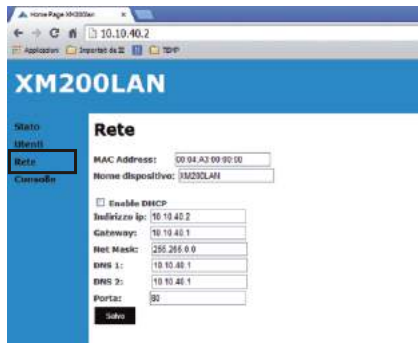 Home Page XM200lan
10.10.40.2
Applicazioni Importati da IE TEMP
XM200LAN
Stato
Utenti
Rete
Consolle
Rete
MAC Address: 00:04:A3:00:00:00
Nome dispositivo: XM200LAN
Enable DHCP
Indirizzo ip: 10.10.40.2
Gateway: 10.10.40.1
Net Mask: 255.255.0.0
DNS 1: 10.10.40.1
DNS 2: 10.10.40.1
Porta: 80
Salva